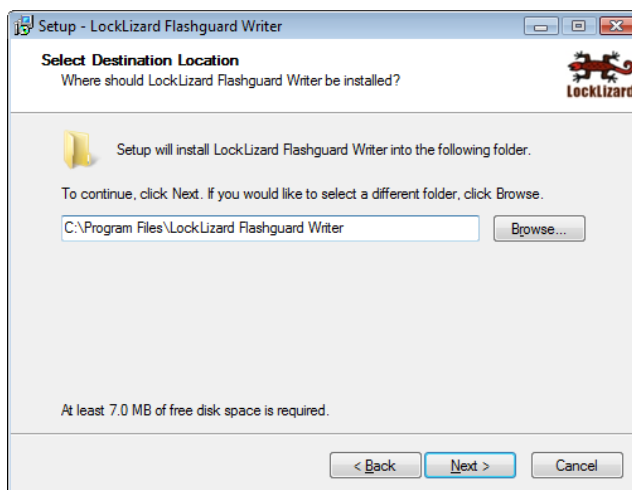 Setup - LockLizard Flashguard Writer
Select Destination Location
Where should LockLizard Flashguard Writer be installed?
LockLizard
Setup will install LockLizard Flashguard Writer into the following folder.
To continue, click Next. If you would like to select a different folder, click Browse.
C:\Program Files\LockLizard Flashguard Writer
Browse...
At least 7.0 MB of free disk space is required.
< Back
Next >
Cancel